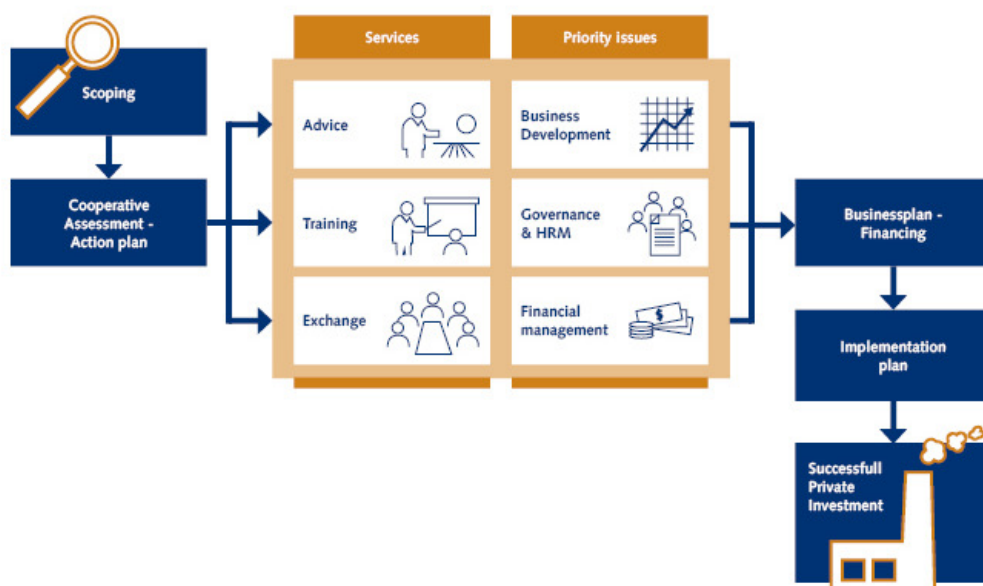 Scoping
Cooperative
Assessment -
Action plan
Services
Advice
Training
Exchange
Priority issues
Business
Development
Governance
& HRM
Financial
management
$
Businessplan -
Financing
Implementation
plan
Successfull
Private
Investment